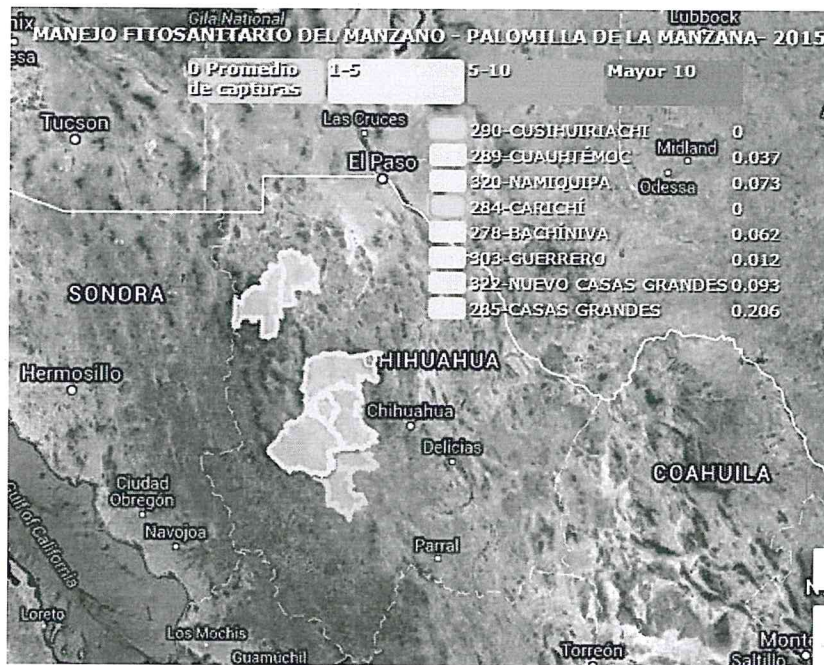 Gila National
Lubbock
MANEJO FITOSANITARIO DEL MANZANO - PALOMILLA DE LA MANZANA- 2015
0 Promedio de capturas
1-5
5-10
Mayor 10
Tucson
Las Cruces
El Paso
Midland
Odessa
290-CUSIHUIRIACHI 0
289-CUAUHTÉMOC 0.037
320-NAMIQUIPA 0.073
284-CARICHÍ 0
278-BACHÍNIVA 0.062
303-GUERRERO 0.012
322-NUEVO CASAS GRANDES 0.093
285-CASAS GRANDES 0.206
SONORA
HIHUAHUA
Hermosillo
Chihuahua
Delicias
COAHUILA
Ciudad
Obregón
Navojoa
Gulf of California
Parral
Loreto
Los Mochis
Guamúchil
Torreón
Saltillo